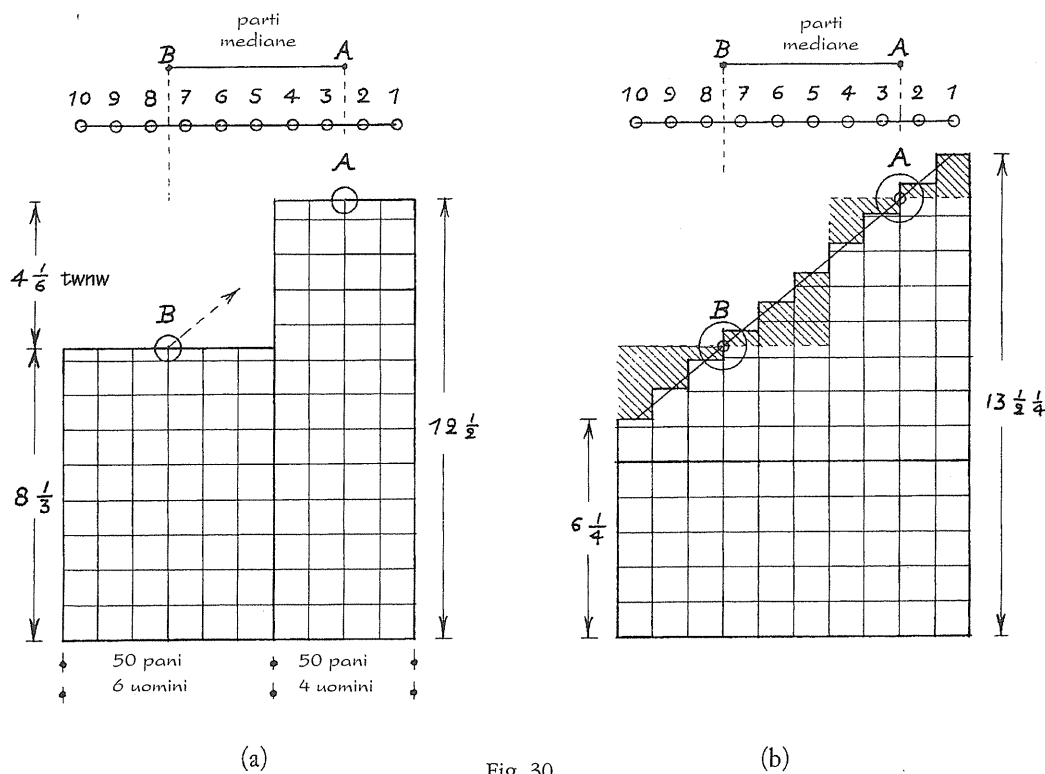 parti
mediane
B A
10 9 8 7 6 5 4 3 2 1
A
4 1/6 twnw
B
8 1/3
12 1/2
50 pani 50 pani
6 uomini 4 uomini
(a)
parti
mediane
B A
10 9 8 7 6 5 4 3 2 1
A
B
13 1/2 1/4
6 1/4
(b)
Fig. 30